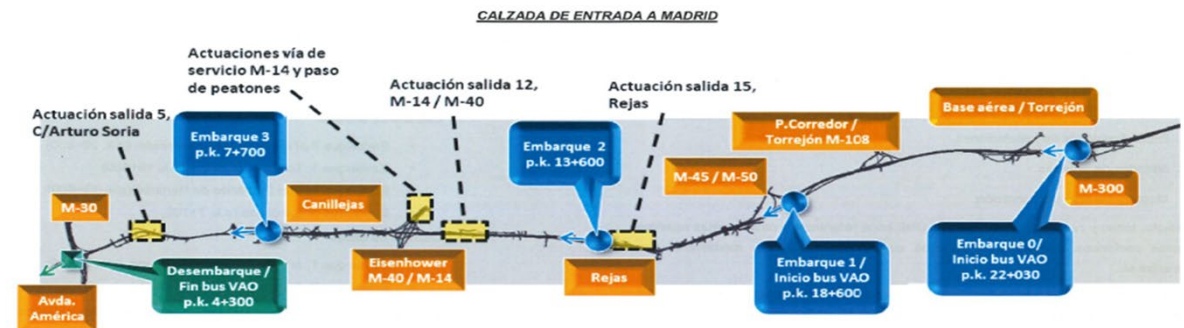 CALZADA DE ENTRADA A MADRID
Actuaciones vía de
servicio M-14 y paso
de peatones
Actuación salida 12,
M-14 / M-40
Actuación salida 15,
Rejas
Actuación salida 5,
C/Arturo Soria
Embarque 3
p.k. 7+700
Embarque 2
p.k. 13+600
P.Corredor /
Torrejón M-108
Base aérea / Torrejón
M-30
Canillejas
M-45 / M-50
M-300
Desembarque /
Fin bus VAO
p.k. 4+300
Eisenhower
M-40 / M-14
Rejas
Embarque 1 /
Inicio bus VAO
p.k. 18+600
Embarque 0/
Inicio bus VAO
p.k. 22+030
Avda.
América